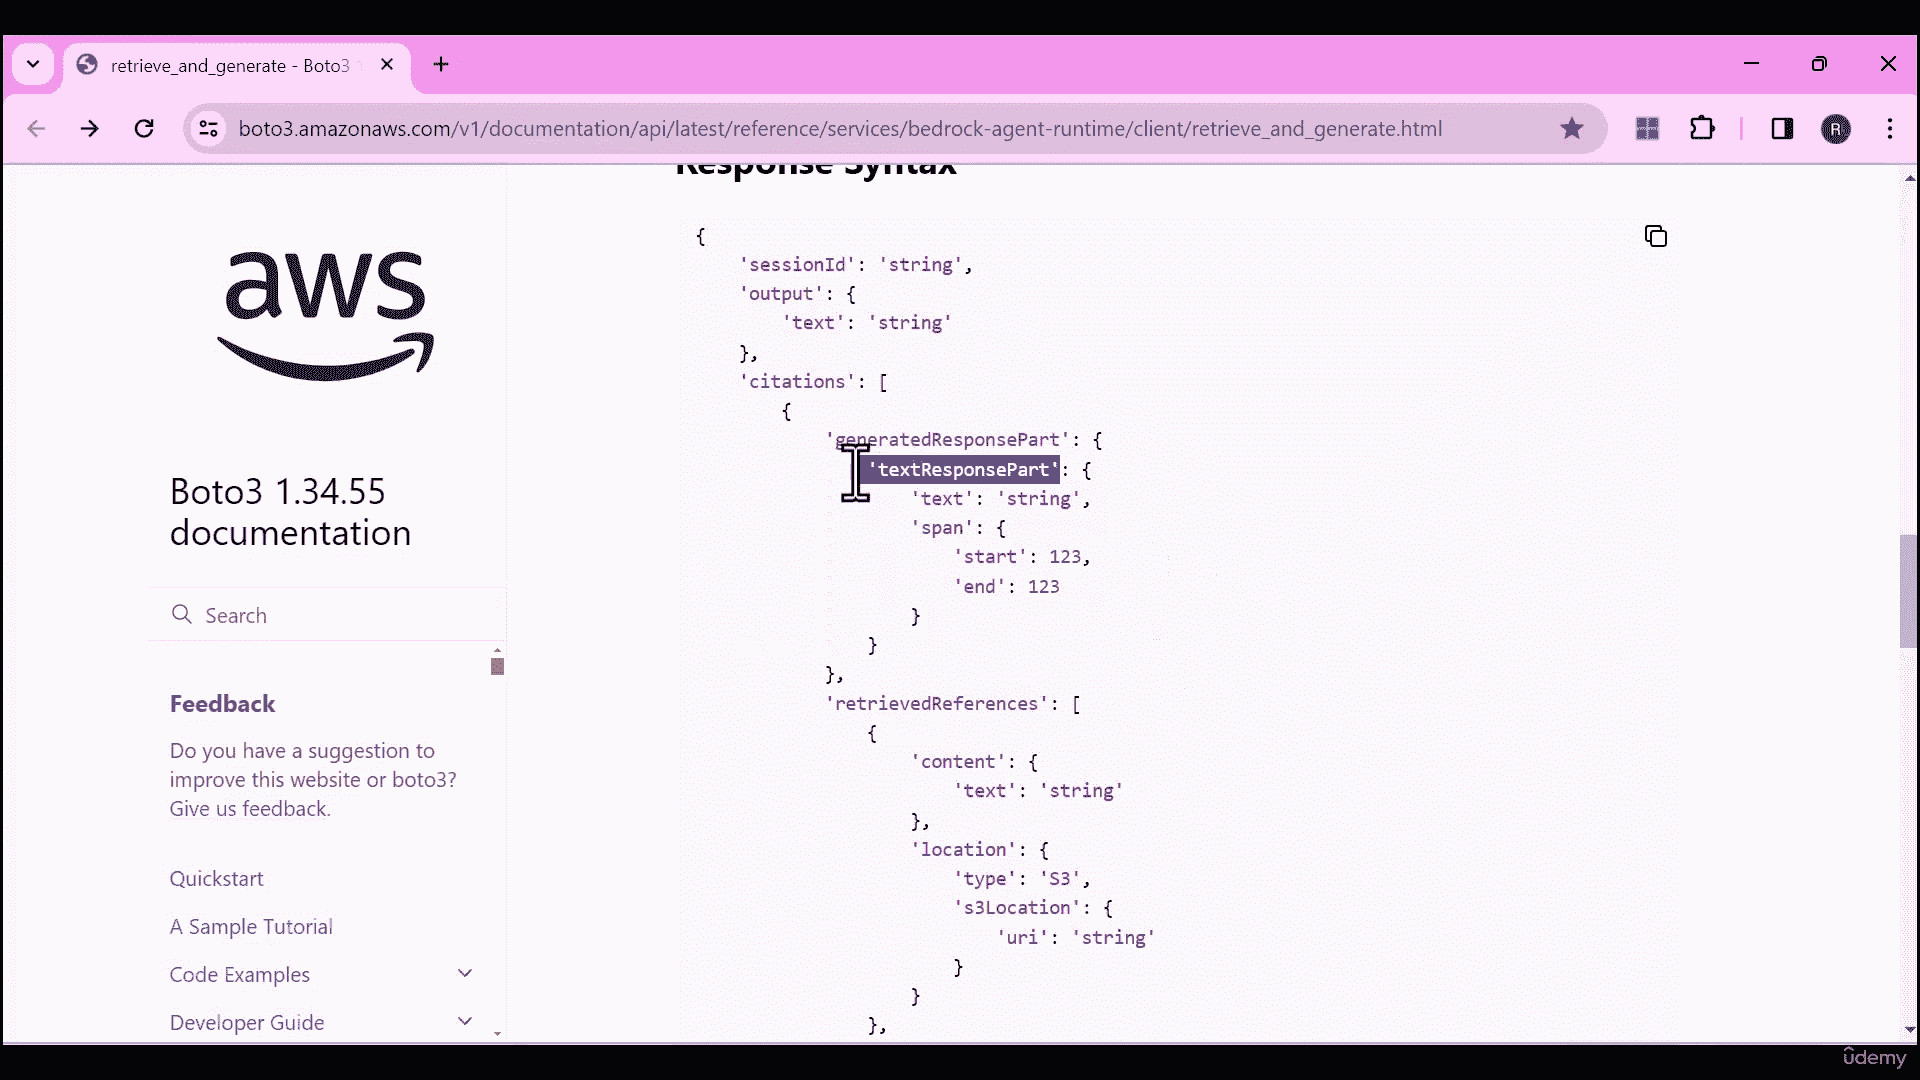 retrieve_and_generate - Boto3
boto3.amazonaws.com/v1/documentation/api/latest/reference/services/bedrock-agent-runtime/client/retrieve_and_generate.html
R
Response Syntax
aws
Boto3 1.34.55
documentation
Search
Feedback
Do you have a suggestion to
improve this website or boto3?
Give us feedback.
Quickstart
A Sample Tutorial
Code Examples
Developer Guide
{
'sessionId': 'string',
'output': {
'text': 'string'
},
'citations': [
{
'generatedResponsePart': {
'textResponsePart': {
'text': 'string',
'span': {
'start': 123,
'end': 123
}
}
},
'retrievedReferences': [
{
'content': {
'text': 'string'
},
'location': {
'type': 'S3',
's3Location': {
'uri': 'string'
}
}
},
ûdemy